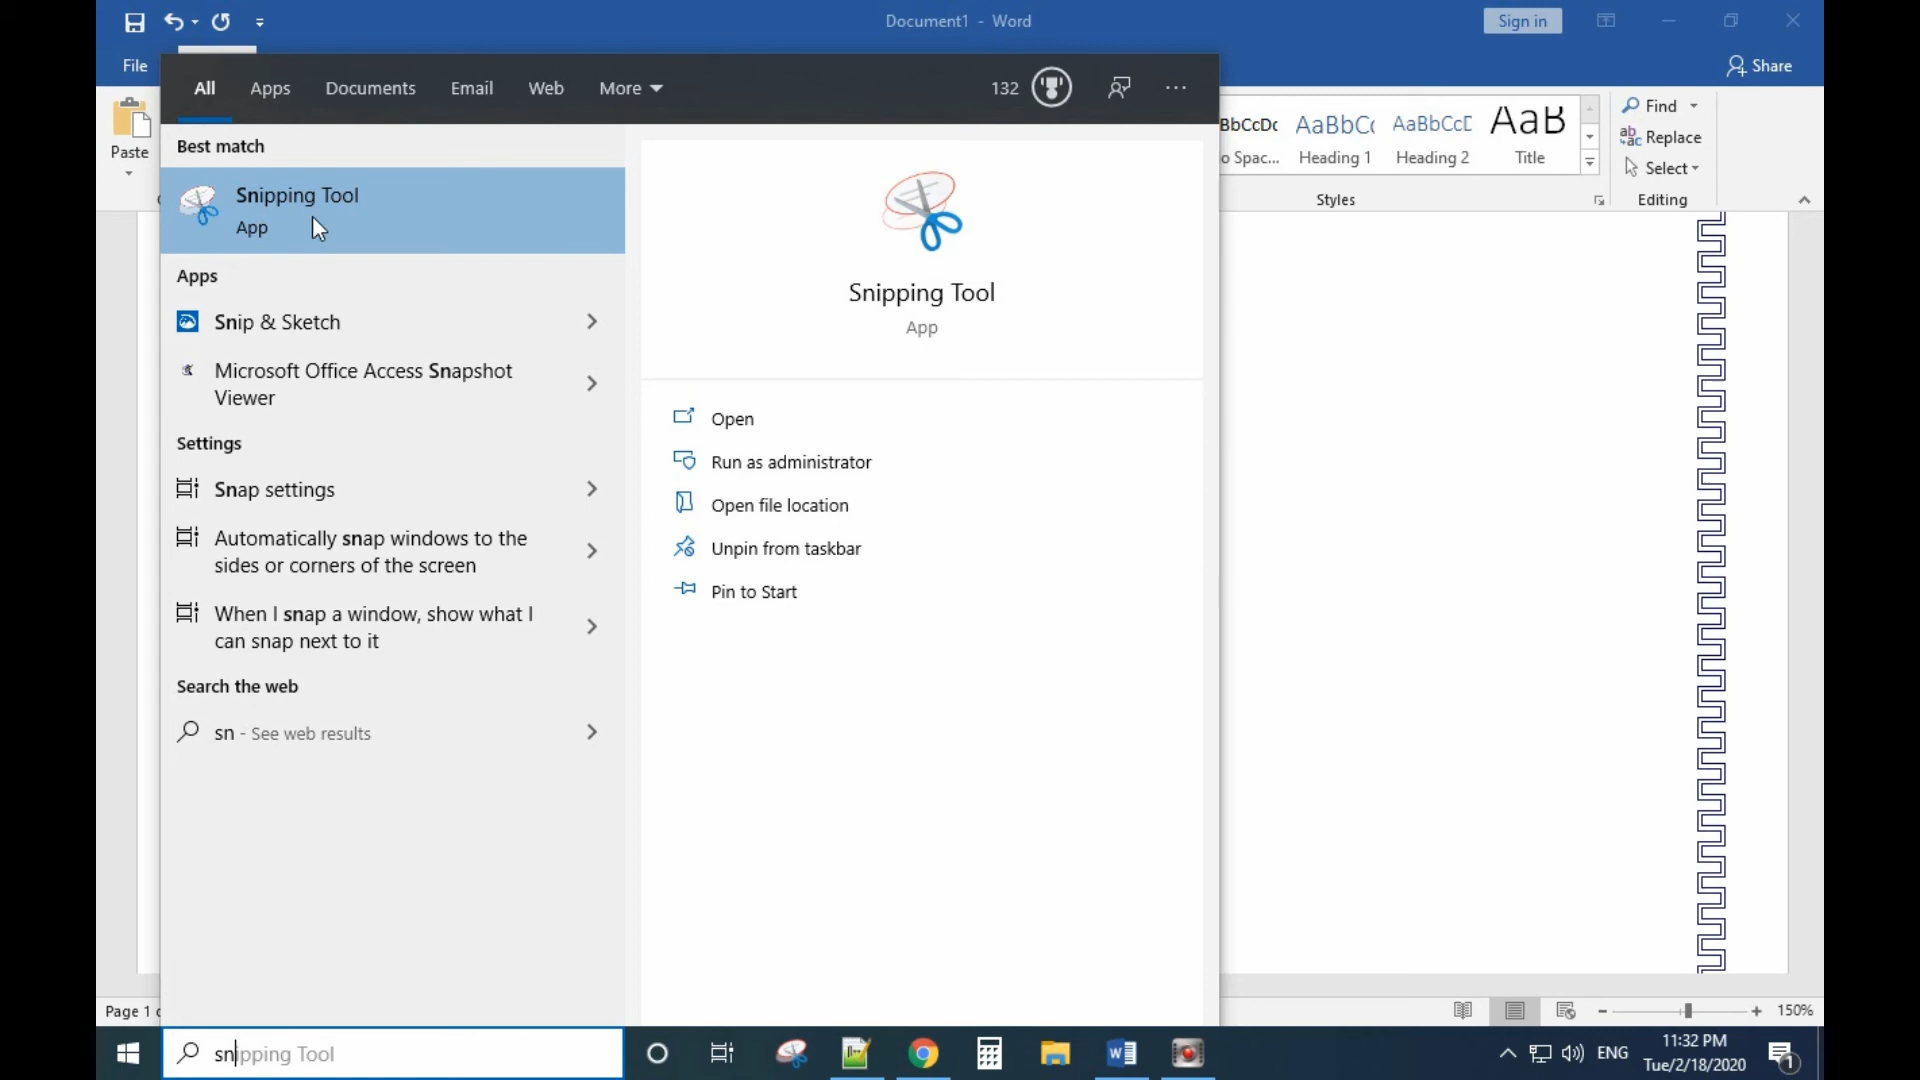 Document1 - Word
Sign in
File
Share
All
Apps
Documents
Email
Web
More
132
Paste
Best match
Snipping Tool
App
Apps
Snip & Sketch
Microsoft Office Access Snapshot
Viewer
Settings
Snap settings
Automatically snap windows to the
sides or corners of the screen
When I snap a window, show what I
can snap next to it
Search the web
sn - See web results
Snipping Tool
App
Open
Run as administrator
Open file location
Unpin from taskbar
Pin to Start
bCcDc
AaBbCc
AaBbCcD
AaB
o Spac...
Heading 1
Heading 2
Title
Styles
Find
Replace
Select
Editing
Page 1
150%
snipping Tool
ENG
11:32 PM
Tue/2/18/2020
1